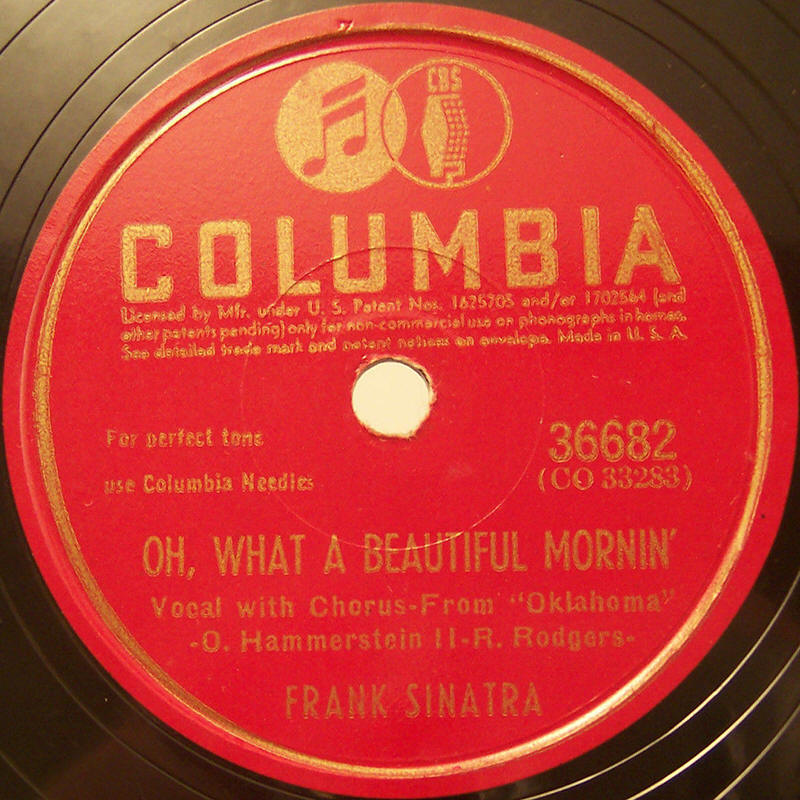 CBS
COLUMBIA
Licensed by Mfr. under U. S. Patent Nos. 1625705 and/or 1702564 (and
other patents pending) only for non-commercial use on phonographs in homes.
See detailed trade mark and patent notices on envelope. Made in U. S. A.
For perfect tone
use Columbia Needles
36682
(CO 33283)
OH, WHAT A BEAUTIFUL MORNIN'
Vocal with Chorus-From "Oklahoma"
-O. Hammerstein II-R. Rodgers-
FRANK SINATRA